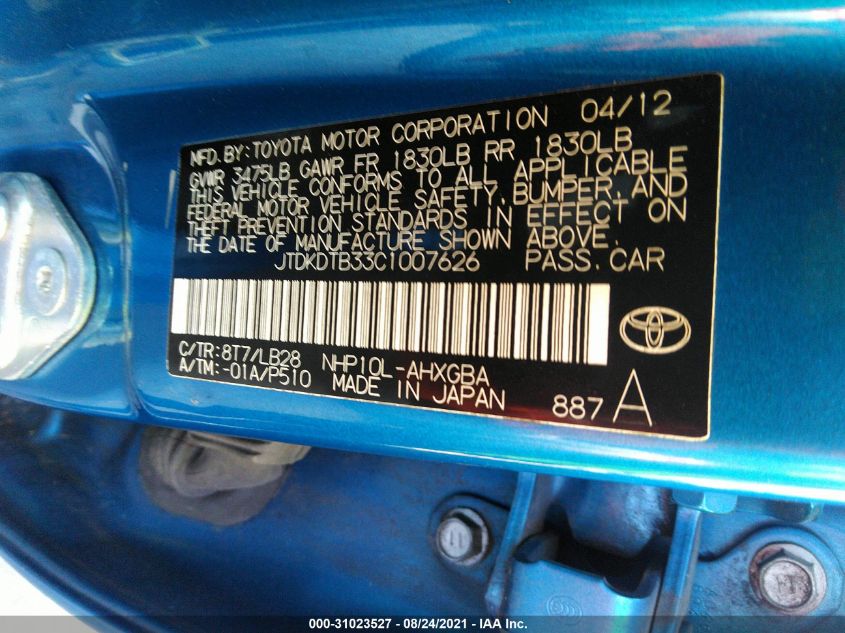 MFD. BY: TOYOTA MOTOR CORPORATION 04/12
GVWR 3475LB GAWR FR 1830LB RR 1830LB
THIS VEHICLE CONFORMS TO ALL APPLICABLE
FEDERAL MOTOR VEHICLE SAFETY, BUMPER, AND
THEFT PREVENTION STANDARDS IN EFFECT ON
THE DATE OF MANUFACTURE SHOWN ABOVE.
JTDKDTB33C1007626 PASS. CAR
C/TR: 8T7/LB28 NHP10L-AHXGBA
A/TM: -01A/P510 MADE IN JAPAN 887 A
11
000-31023527 - 08/24/2021 - IAA Inc.